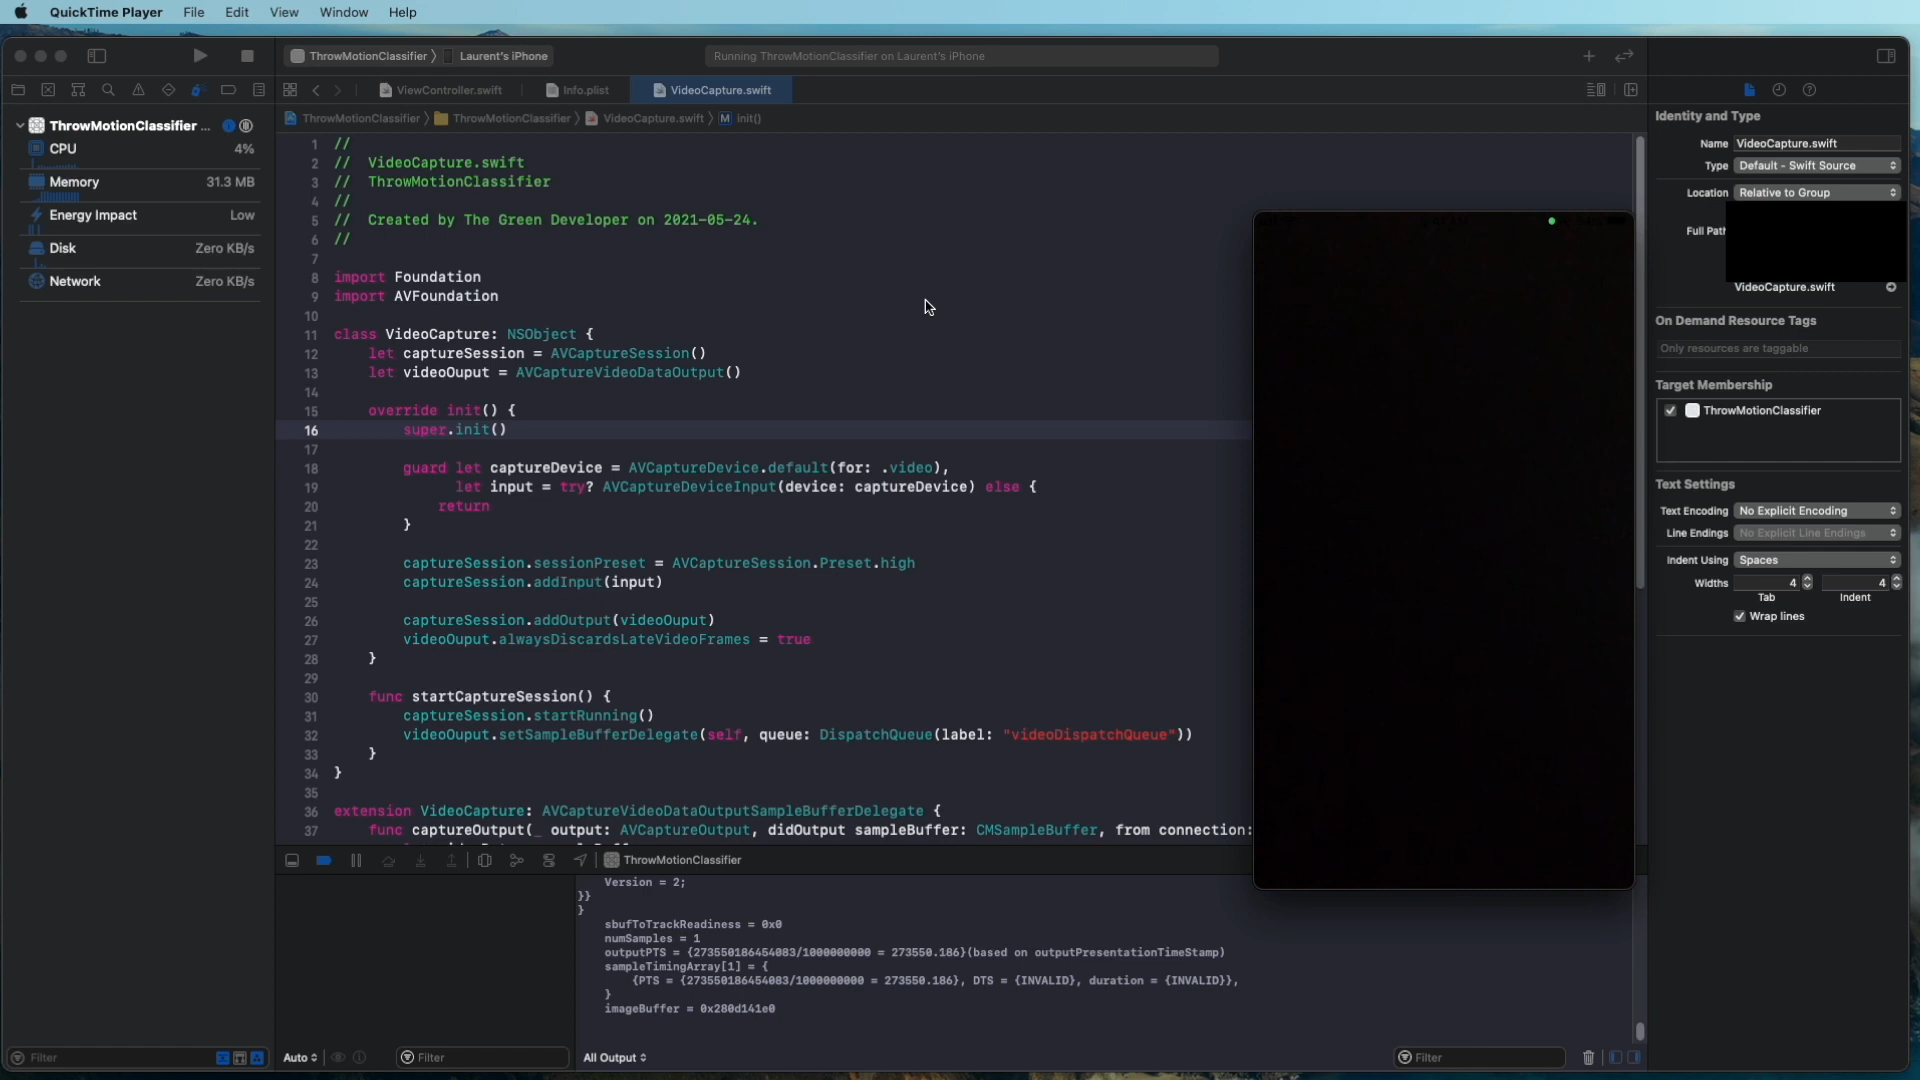 QuickTime Player File Edit View Window Help
ThrowMotionClassifier 〉 Laurent's iPhone
Running ThrowMotionClassifier on Laurent's iPhone
ViewController.swift
Info.plist
VideoCapture.swift
ThrowMotionClassifier 〉 ThrowMotionClassifier 〉 VideoCapture.swift 〉 M init()
ThrowMotionClassifier ...
CPU 4%
Memory 31.3 MB
Energy Impact Low
Disk Zero KB/s
Network Zero KB/s
Filter
1 //
2 // VideoCapture.swift
3 // ThrowMotionClassifier
4 //
5 // Created by The Green Developer on 2021-05-24.
6 //
7
8 import Foundation
9 import AVFoundation
10
11 class VideoCapture: NSObject {
12 let captureSession = AVCaptureSession()
13 let videoOuput = AVCaptureVideoDataOutput()
14
15 override init() {
16 super.init()
17
18 guard let captureDevice = AVCaptureDevice.default(for: .video),
19 let input = try? AVCaptureDeviceInput(device: captureDevice) else {
20 return
21 }
22
23 captureSession.sessionPreset = AVCaptureSession.Preset.high
24 captureSession.addInput(input)
25
26 captureSession.addOutput(videoOuput)
27 videoOuput.alwaysDiscardsLateVideoFrames = true
28 }
29
30 func startCaptureSession() {
31 captureSession.startRunning()
32 videoOuput.setSampleBufferDelegate(self, queue: DispatchQueue(label: "videoDispatchQueue"))
33 }
34 }
35
36 extension VideoCapture: AVCaptureVideoDataOutputSampleBufferDelegate {
37 func captureOutput(_ output: AVCaptureOutput, didOutput sampleBuffer: CMSampleBuffer, from connection:
ThrowMotionClassifier
Version = 2;
}}
}
sbufToTrackReadiness = 0x0
numSamples = 1
outputPTS = {273550186454083/1000000000 = 273550.186}(based on outputPresentationTimeStamp)
sampleTimingArray[1] = {
{PTS = {273550186454083/1000000000 = 273550.186}, DTS = {INVALID}, duration = {INVALID}},
}
imageBuffer = 0x280d141e0
Auto
Filter
All Output
Filter
Identity and Type
Name VideoCapture.swift
Type Default - Swift Source
Location Relative to Group
Full Path
VideoCapture.swift
On Demand Resource Tags
Only resources are taggable
Target Membership
ThrowMotionClassifier
Text Settings
Text Encoding No Explicit Encoding
Line Endings No Explicit Line Endings
Indent Using Spaces
Widths 4 4
Tab Indent
Wrap lines